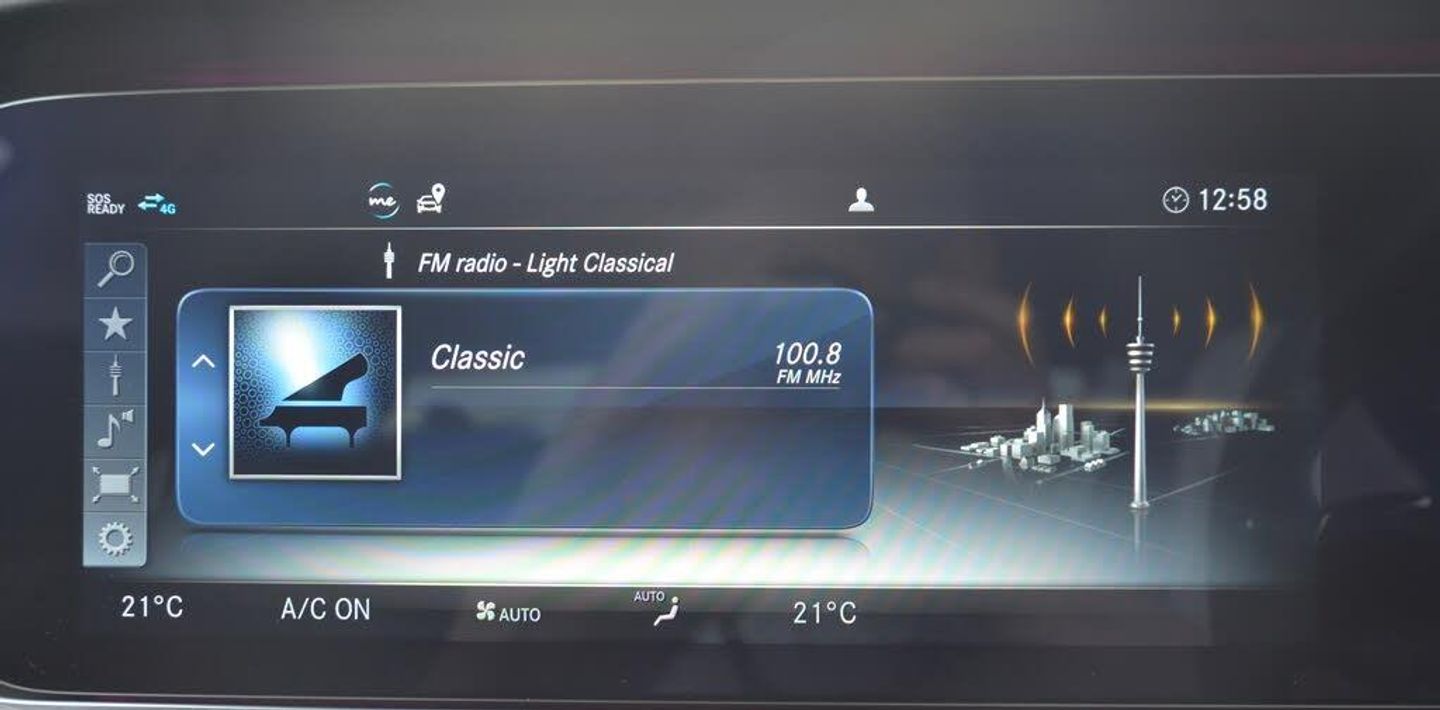 SOS
READY
4G
me
12:58
FM radio - Light Classical
Classic
100.8
FM MHz
21°C
A/C ON
AUTO
AUTO
21°C